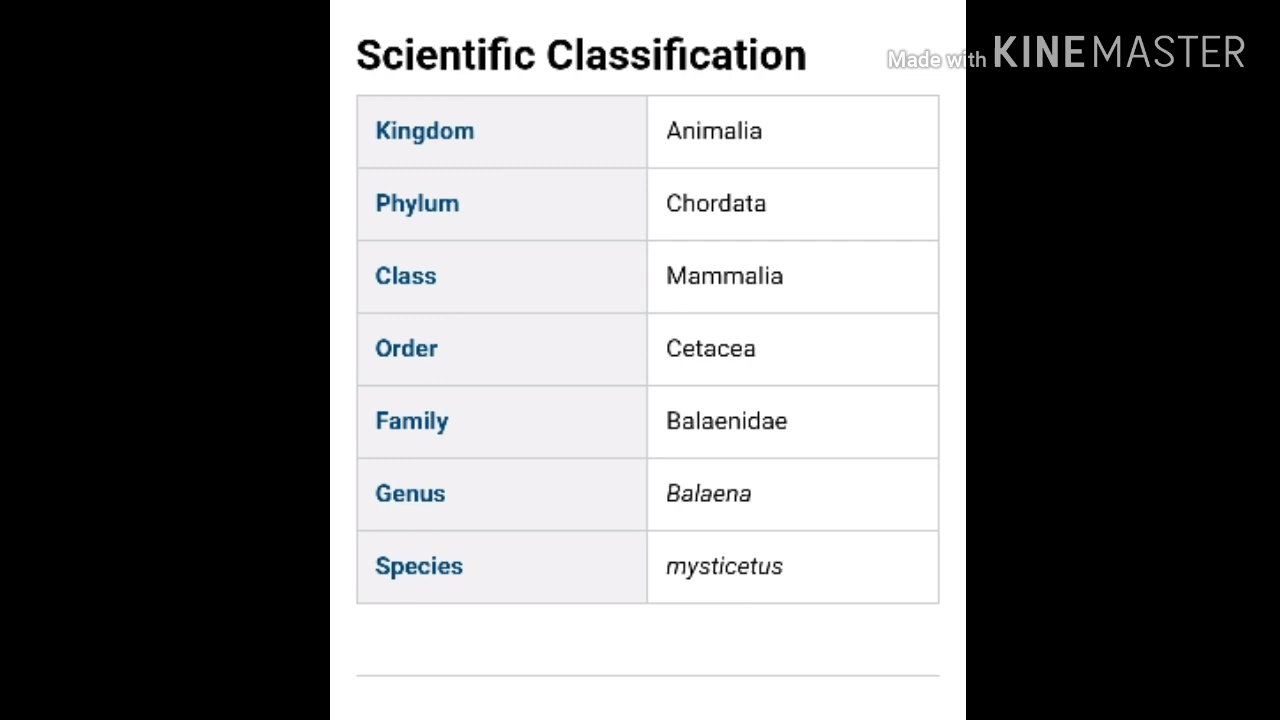 Scientific Classification
Made with KINEMASTER
Kingdom Animalia
Phylum Chordata
Class Mammalia
Order Cetacea
Family Balaenidae
Genus Balaena
Species mysticetus